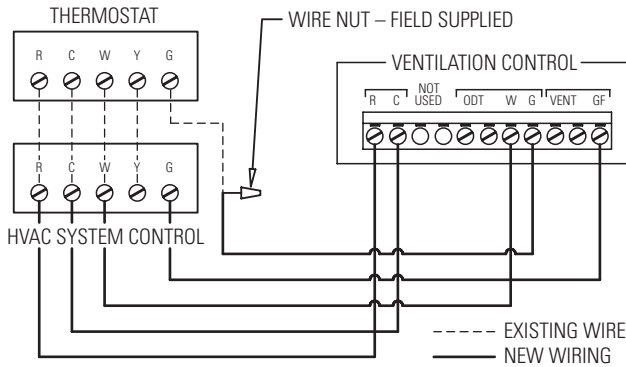 THERMOSTAT
R C W Y G
WIRE NUT – FIELD SUPPLIED
VENTILATION CONTROL
R C NOT USED ODT W G VENT GF
R C W Y G
HVAC SYSTEM CONTROL
EXISTING WIRE
NEW WIRING